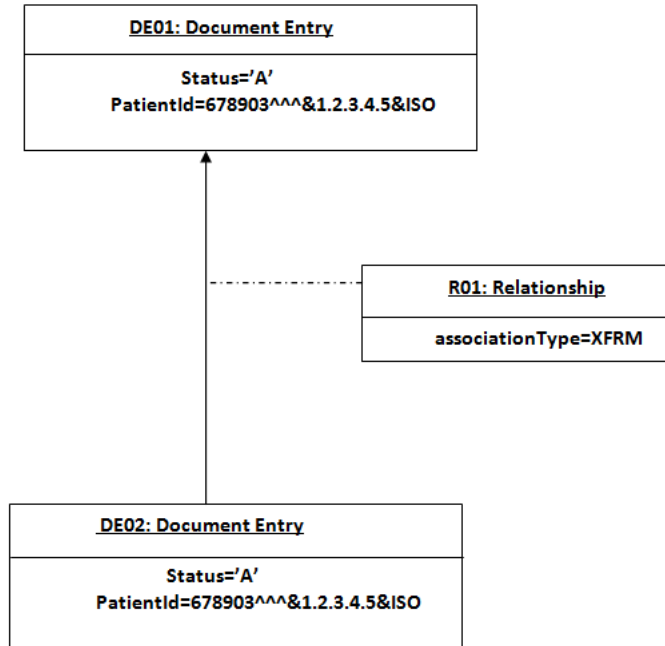 DE01: Document Entry
Status=’A’
PatientId=678903^^^&1.2.3.4.5&ISO
R01: Relationship
associationType=XFRM
DE02: Document Entry
Status=’A’
PatientId=678903^^^&1.2.3.4.5&ISO